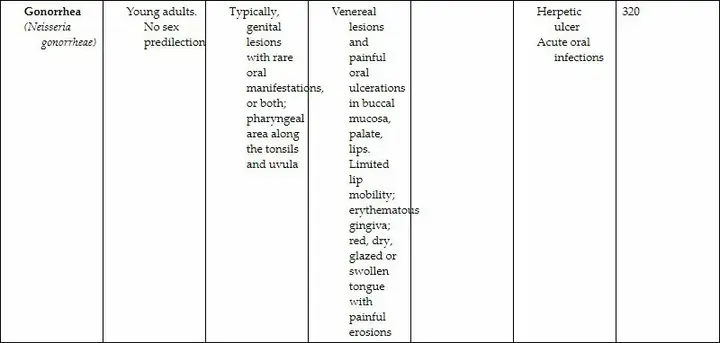 Gonorrhea
(Neisseria
gonorrheae)
Young adults.
No sex
predilection
Typically,
genital
lesions
with rare
oral
manifestations,
or both;
pharyngeal
area along
the tonsils
and uvula
Venereal
lesions
and
painful
oral
ulcerations
in buccal
mucosa,
palate,
lips.
Limited
lip
mobility;
erythematous
gingiva;
red, dry,
glazed or
swollen
tongue
with
painful
erosions
Herpetic
ulcer
Acute oral
infections
320